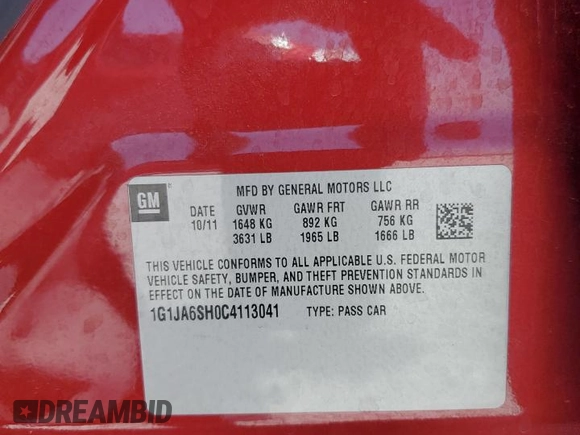 GM
MFD BY GENERAL MOTORS LLC
DATE GVWR GAWR FRT GAWR RR
10/11 1648 KG 892 KG 756 KG
3631 LB 1965 LB 1666 LB
THIS VEHICLE CONFORMS TO ALL APPLICABLE U.S. FEDERAL MOTOR
VEHICLE SAFETY, BUMPER, AND THEFT PREVENTION STANDARDS IN
EFFECT ON THE DATE OF MANUFACTURE SHOWN ABOVE.
1G1JA6SH0C4113041 TYPE: PASS CAR
DREAMBID